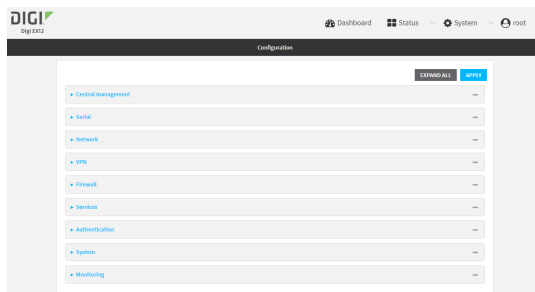 DIGI
Digi EX12
Dashboard
Status
System
root
Configuration
EXPAND ALL
APPLY
Central management
Serial
Network
VPN
Firewall
Services
Authentication
System
Monitoring